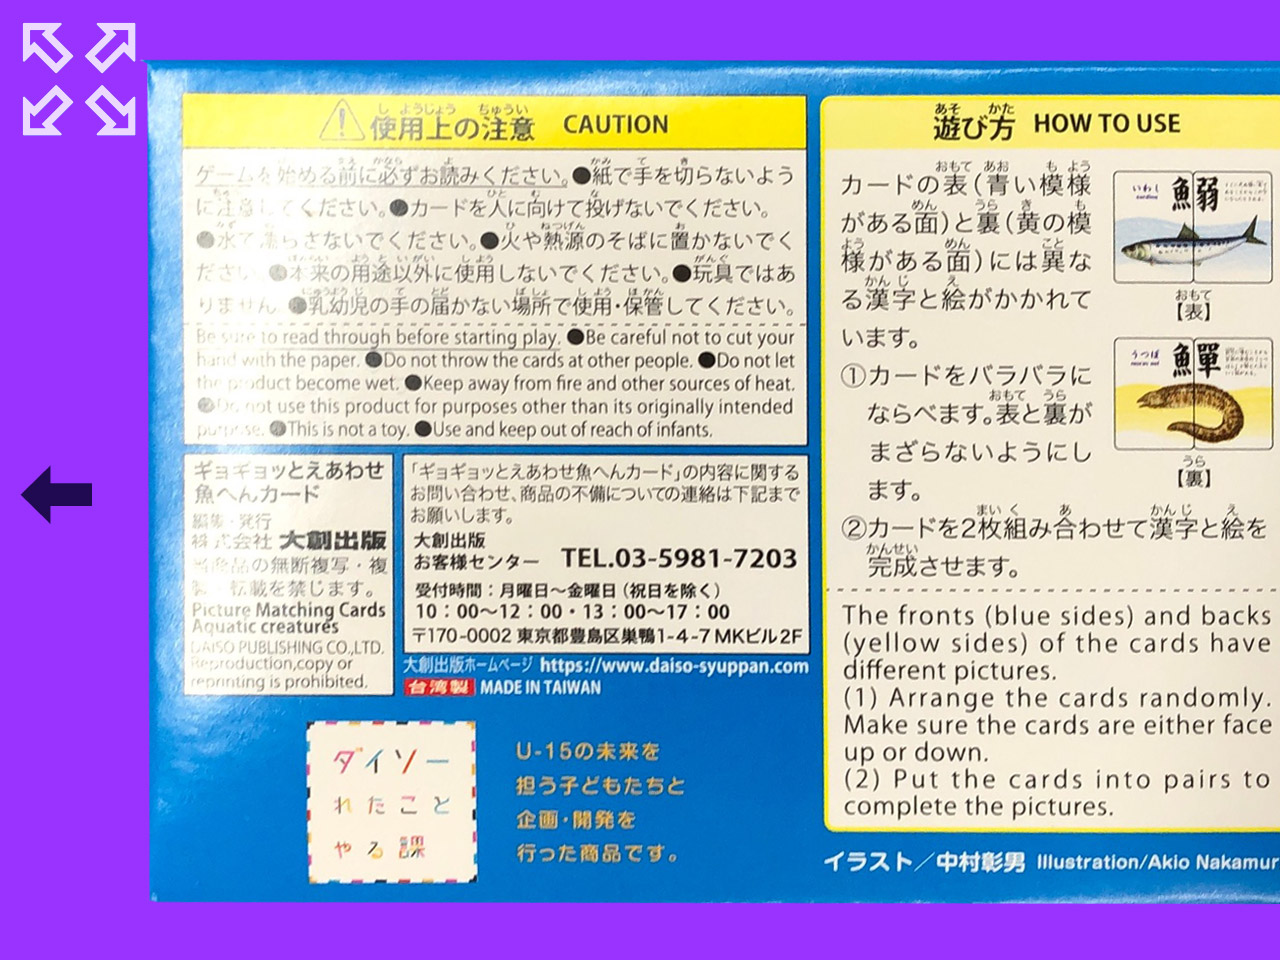 使用上の注意 CAUTION
ゲームを始める前に必ずお読みください。●紙で手を切らないよう
に注意してください。●カードを人に向けて投げないでください。
●水で濡らさないでください。●火や熱源のそばに置かないでく
ださい。●本来の用途以外に使用しないでください。●玩具ではあ
りません。●乳幼児の手の届かない場所で使用・保管してください。
Be sure to read through before starting play. ●Be careful not to cut your
hand with the paper. ●Do not throw the cards at other people. ●Do not let
the product become wet. ●Keep away from fire and other sources of heat.
●Do not use this product for purposes other than its originally intended
purpose. ●This is not a toy. ●Use and keep out of reach of infants.
ギョギョッとえあわせ
魚へんカード
編集・発行
株式会社 大創出版
当商品の無断複写・複
製・転載を禁じます。
Picture Matching Cards
Aquatic creatures
DAISO PUBLISHING CO.,LTD.
Reproduction,copy or
reprinting is prohibited.
「ギョギョッとえあわせ魚へんカード」の内容に関する
お問い合わせ、商品の不備についての連絡は下記まで
お願いします。
大創出版
お客様センター TEL.03-5981-7203
受付時間：月曜日～金曜日（祝日を除く）
10：00～12：00・13：00～17：00
〒170-0002 東京都豊島区巣鴨1-4-7 MKビル2F
大創出版ホームページ https://www.daiso-syuppan.com
台湾製 MADE IN TAIWAN
ダイソー
れたこと
やる課
U-15の未来を
担う子どもたちと
企画・開発を
行った商品です。
遊び方 HOW TO USE
カードの表（青い模様
がある面）と裏（黄の模
様がある面）には異な
る漢字と絵がかかれて
います。
①カードをバラバラに
ならべます。表と裏が
まざらないようにし
ます。
②カードを2枚組み合わせて漢字と絵を
完成させます。
いわし
sardine
魚弱
【表】
うつぼ
moray eel
魚單
【裏】
The fronts (blue sides) and backs
(yellow sides) of the cards have
different pictures.
(1) Arrange the cards randomly.
Make sure the cards are either face
up or down.
(2) Put the cards into pairs to
complete the pictures.
イラスト／中村彰男 Illustration/Akio Nakamur